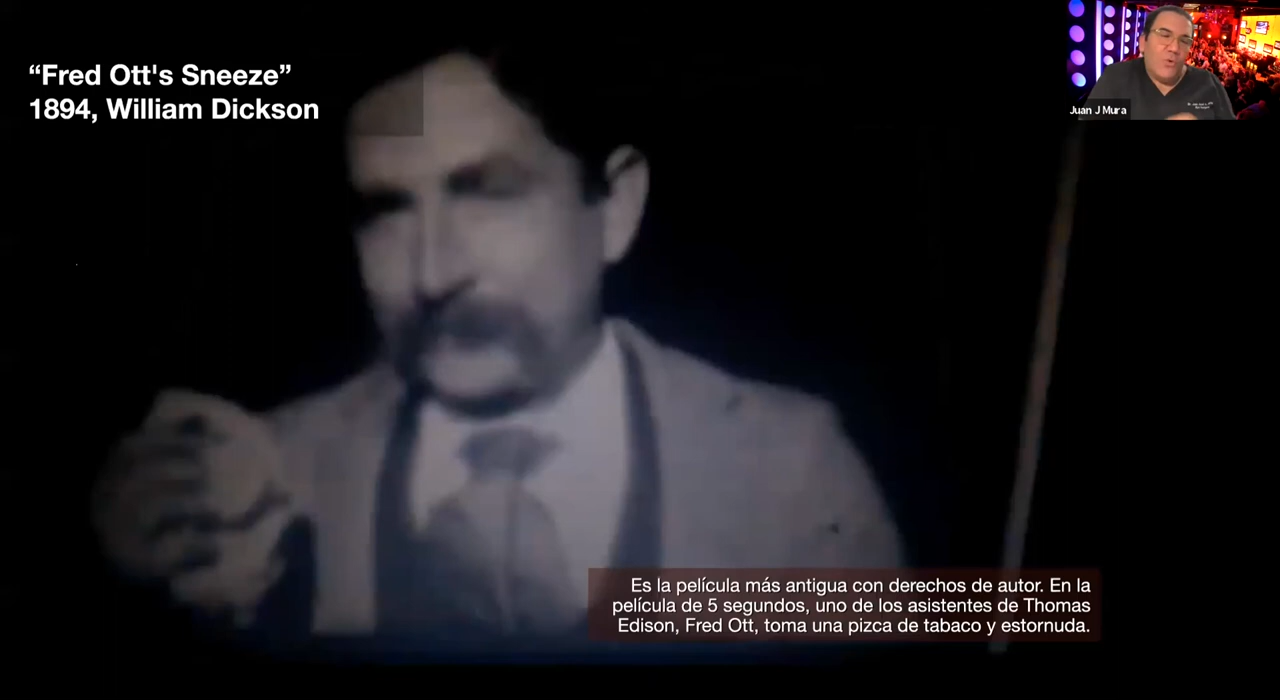 “Fred Ott's Sneeze”
1894, William Dickson
Juan J Mura
Es la película más antigua con derechos de autor. En la
película de 5 segundos, uno de los asistentes de Thomas
Edison, Fred Ott, toma una pizca de tabaco y estornuda.